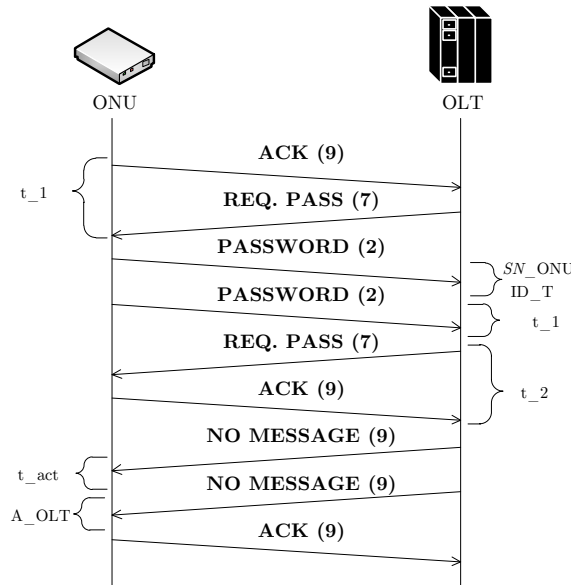 ONU
OLT
ACK (9)
t_1
REQ. PASS (7)
PASSWORD (2)
SN_ONU
ID_T
PASSWORD (2)
t_1
REQ. PASS (7)
t_2
ACK (9)
NO MESSAGE (9)
t_act
NO MESSAGE (9)
A_OLT
ACK (9)